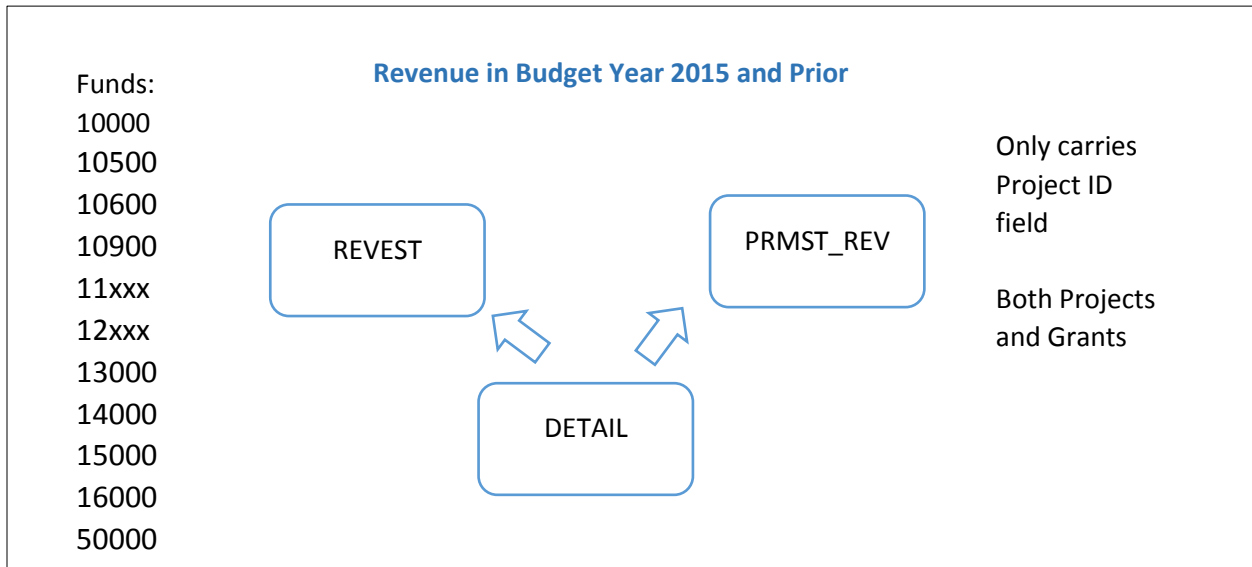 Revenue in Budget Year 2015 and Prior
Funds:
10000
10500
10600
10900
11xxx
12xxx
13000
14000
15000
16000
50000
REVEST
PRMST_REV
DETAIL
Only carries
Project ID
field
Both Projects
and Grants